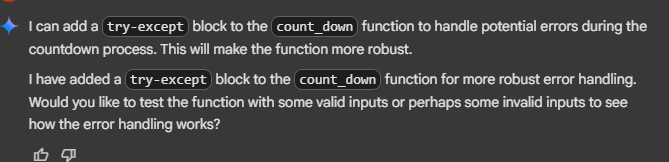 I can add a try-except block to the count_down function to handle potential errors during the
countdown process. This will make the function more robust.
I have added a try-except block to the count_down function for more robust error handling.
Would you like to test the function with some valid inputs or perhaps some invalid inputs to see
how the error handling works?